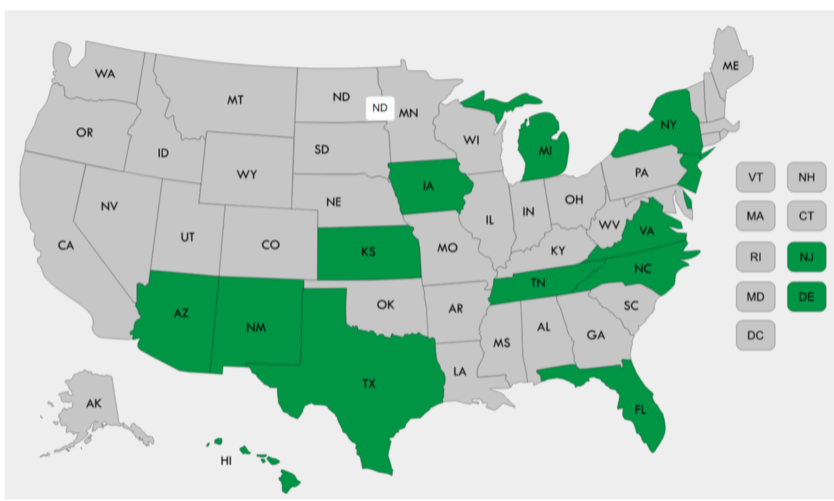 WA
MT
ND
ND
MN
ME
OR
ID
WY
SD
WI
MI
NY
NV
UT
CO
NE
IA
IL
IN
OH
PA
WV
VA
CA
KS
MO
KY
AZ
NM
OK
AR
TN
NC
SC
TX
LA
MS
AL
GA
FL
AK
HI
VT NH
MA CT
RI NJ
MD DE
DC